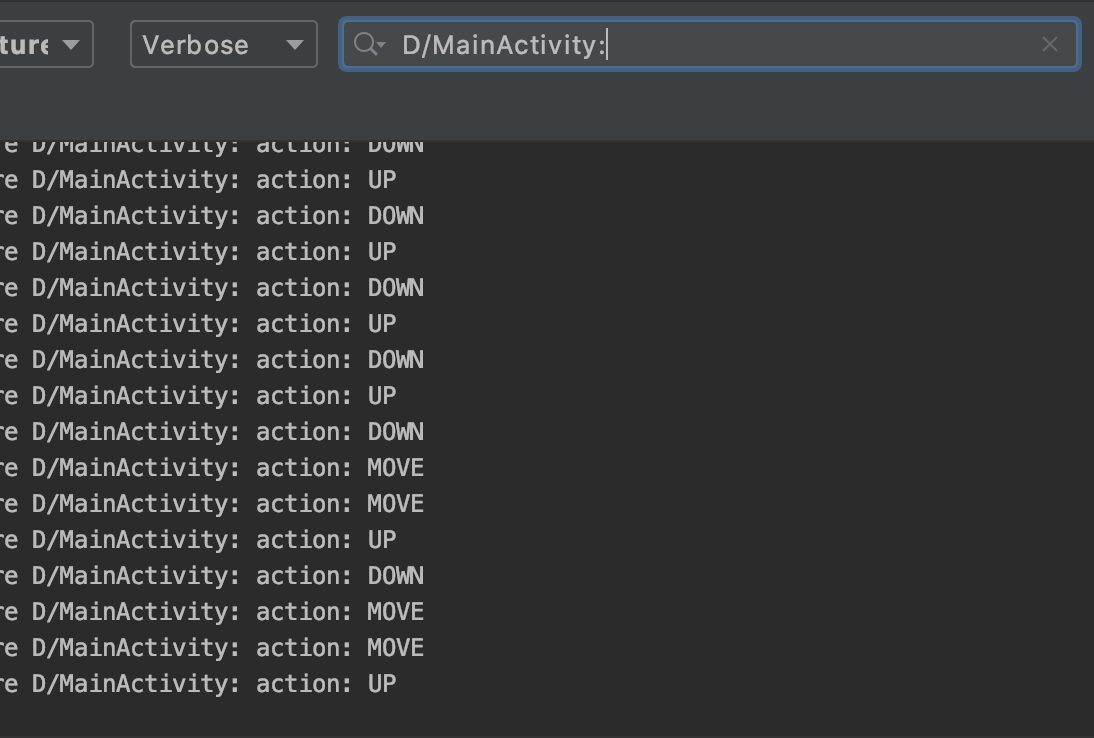 ture Verbose D/MainActivity:
e D/MainActivity: action: DOWN
re D/MainActivity: action: UP
re D/MainActivity: action: DOWN
re D/MainActivity: action: UP
re D/MainActivity: action: DOWN
re D/MainActivity: action: UP
re D/MainActivity: action: DOWN
re D/MainActivity: action: UP
re D/MainActivity: action: DOWN
re D/MainActivity: action: MOVE
re D/MainActivity: action: MOVE
re D/MainActivity: action: UP
re D/MainActivity: action: DOWN
re D/MainActivity: action: MOVE
re D/MainActivity: action: MOVE
re D/MainActivity: action: UP